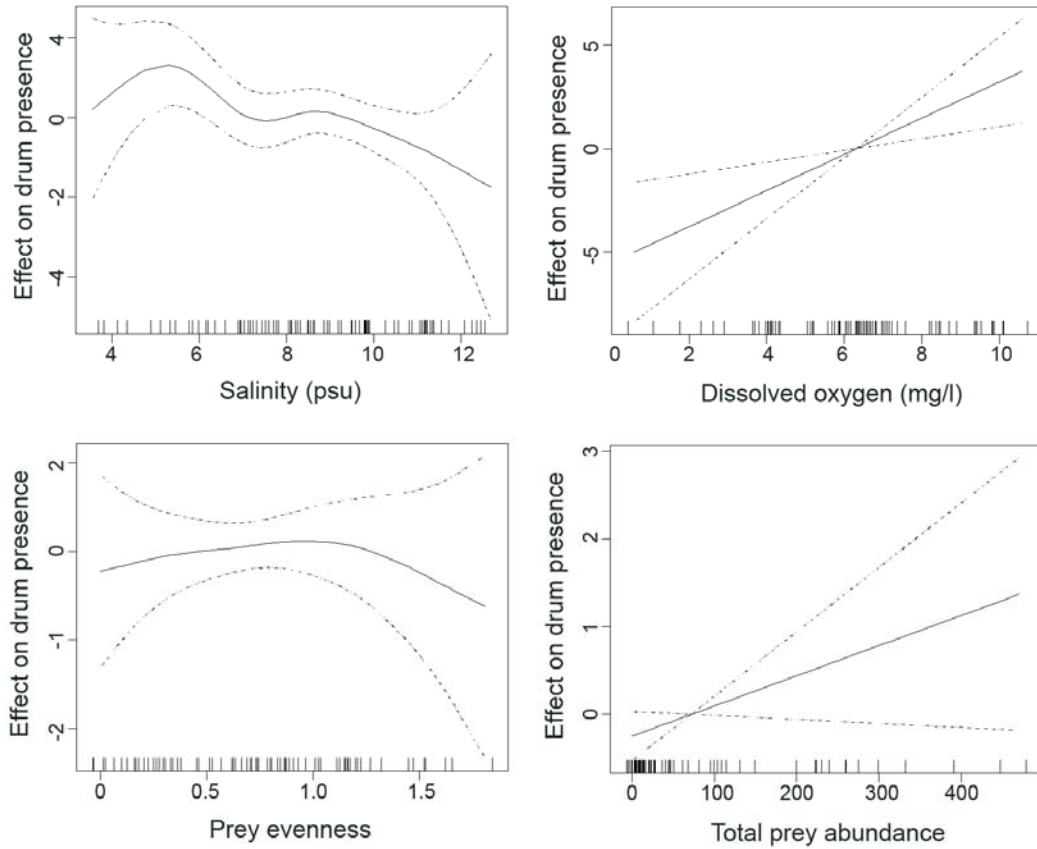 Effect on drum presence
4
0
-2
-4
4 6 8 10 12
Salinity (psu)
Effect on drum presence
5
0
-5
0 2 4 6 8 10
Dissolved oxygen (mg/l)
Effect on drum presence
2
0
-1
-2
0 0.5 1.0 1.5
Prey evenness
Effect on drum presence
3
2
1
0
0 100 200 300 400
Total prey abundance